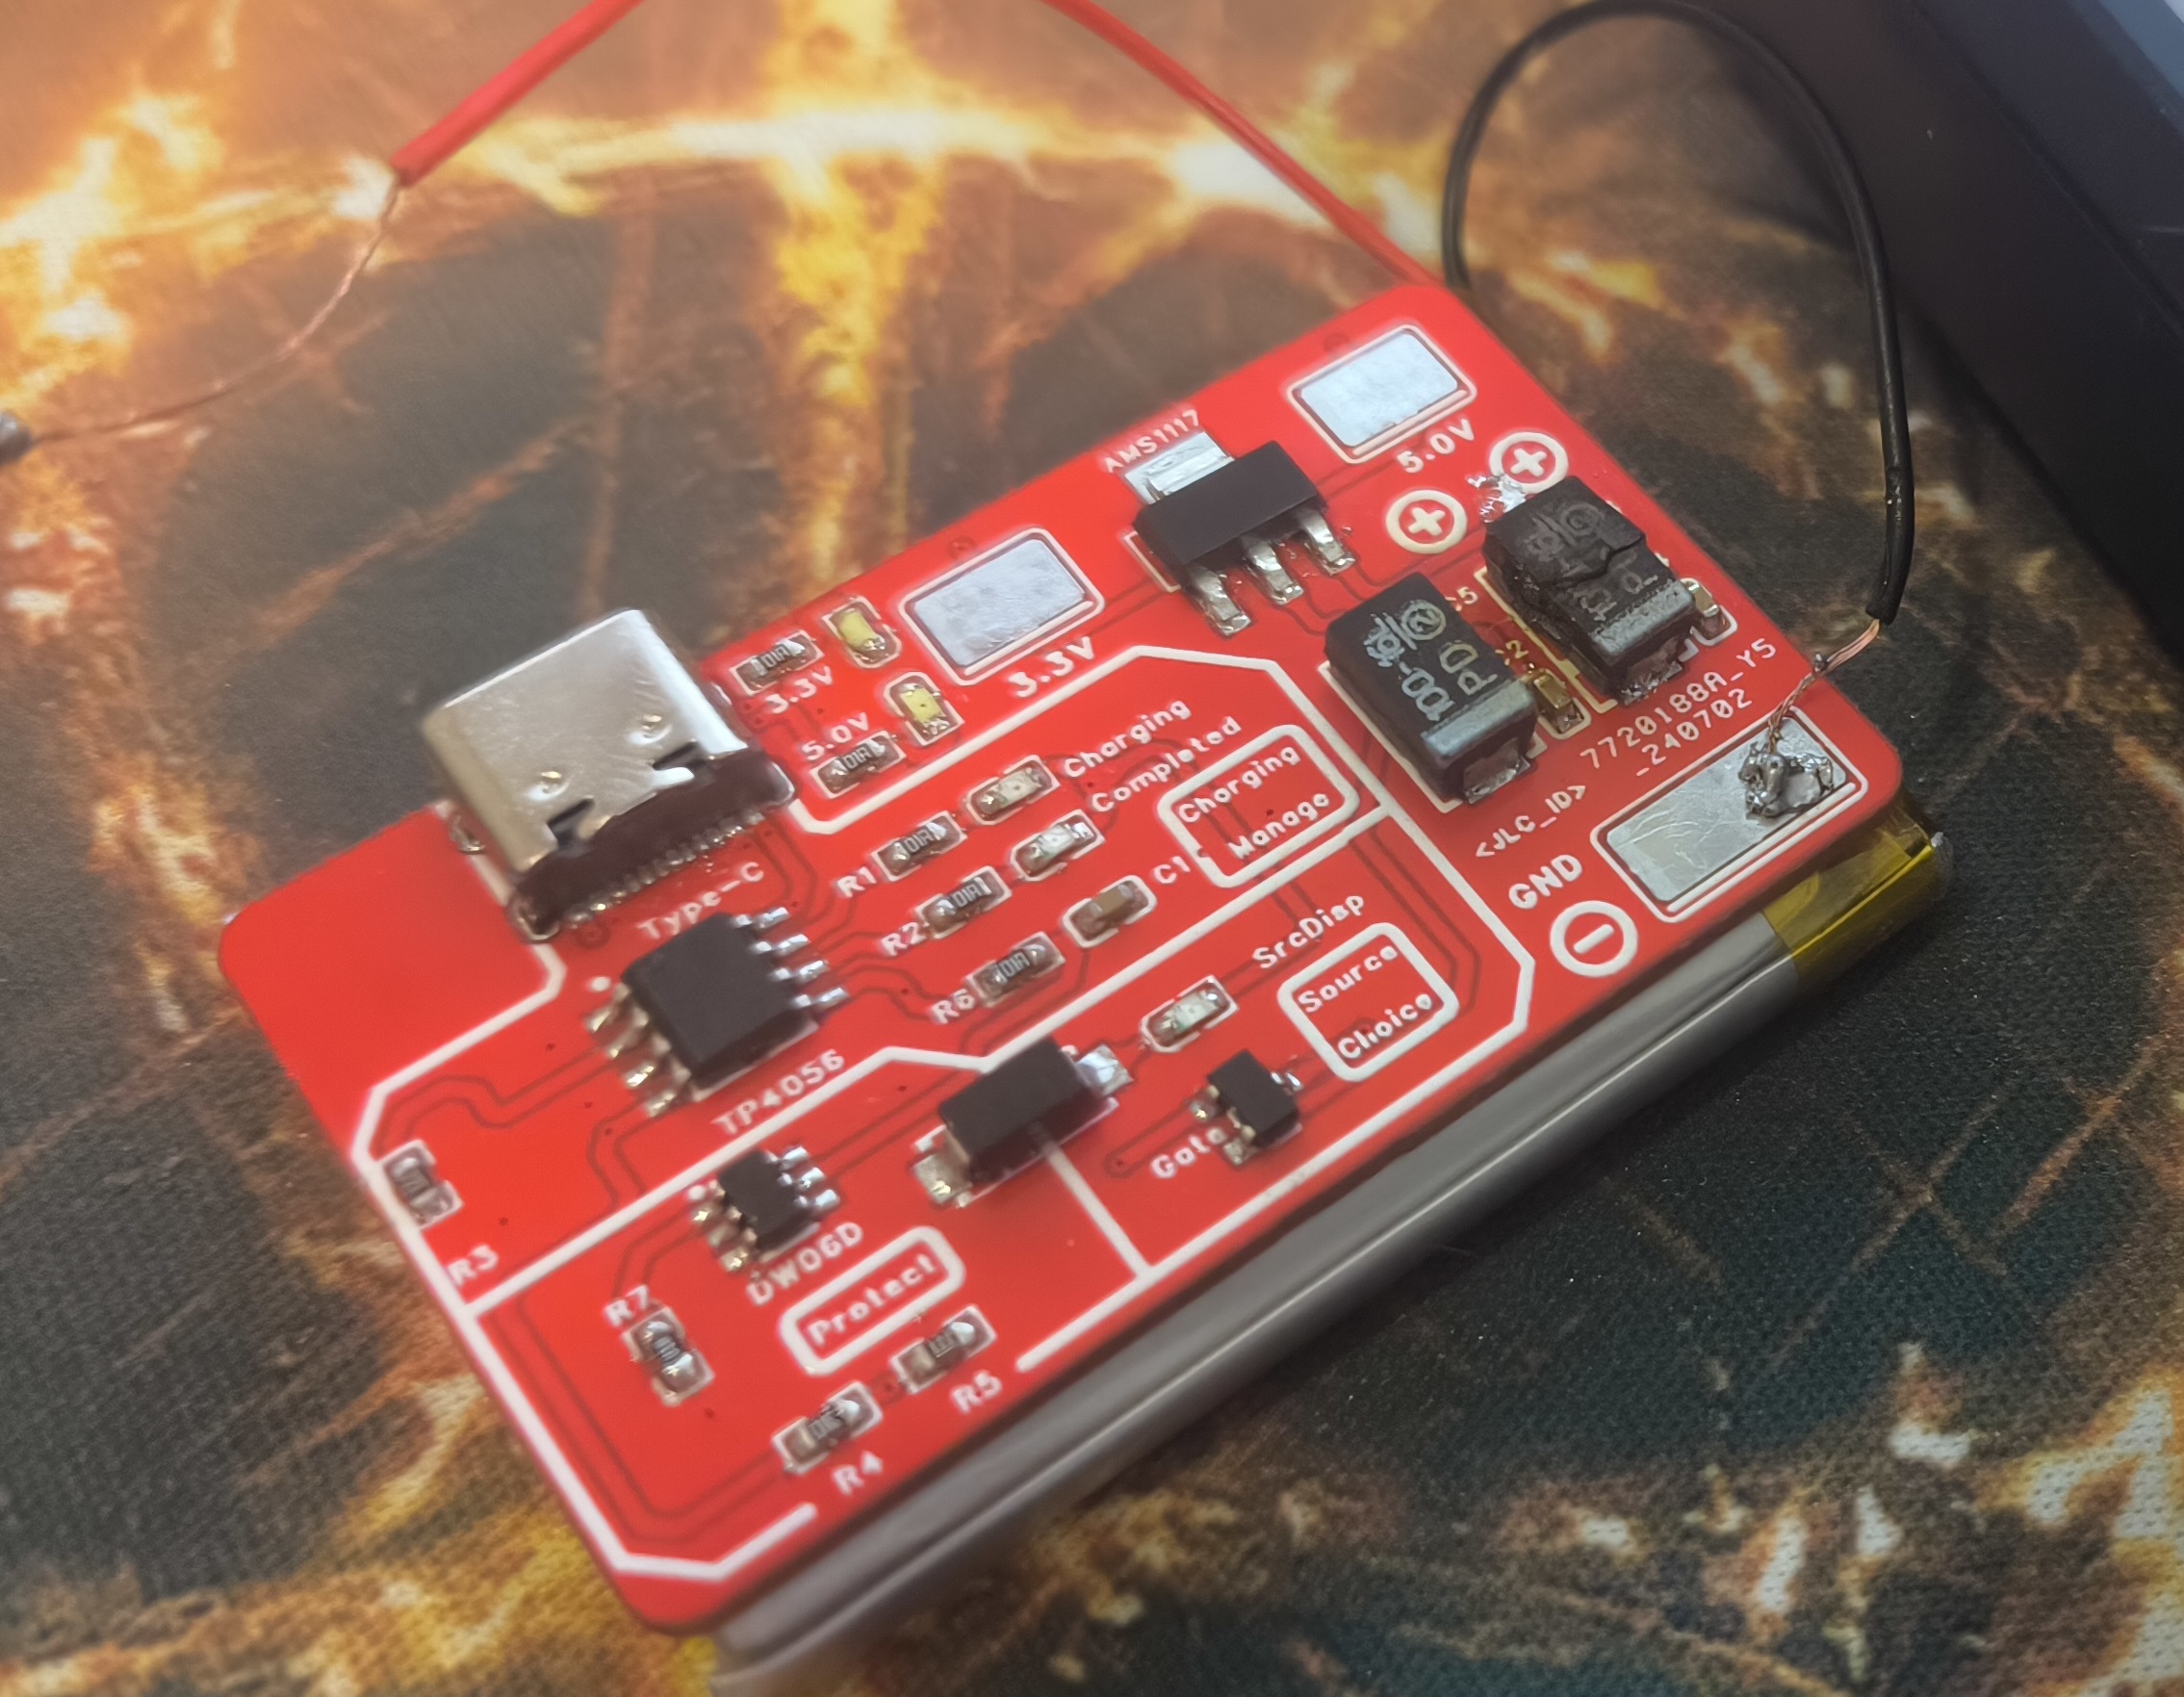 AMS1117
5.0V
3.3V
3.3V
5.0V
Charging
Completed
Charging
Manage
R1
R2
C1
R6
Type-C
TP4056
<JLC_ID>
7720188A_Y5
_240702
GND
SrcDisp
Source
Choice
Gate
R3
DW06D
Protect
R7
R5
R4
PD